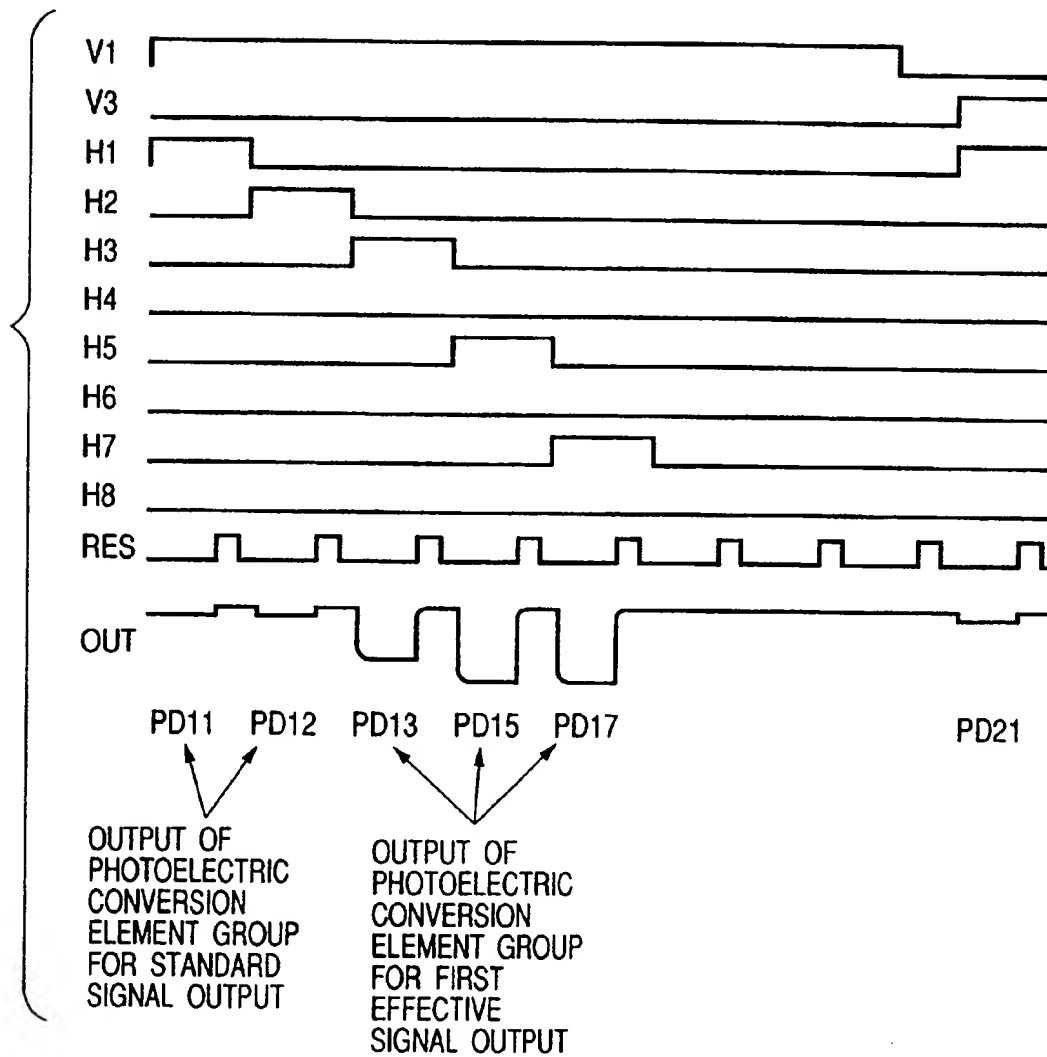 V1
V3
H1
H2
H3
H4
H5
H6
H7
H8
RES
OUT
PD11 PD12 PD13 PD15 PD17 PD21
OUTPUT OF
PHOTOELECTRIC
CONVERSION
ELEMENT GROUP
FOR STANDARD
SIGNAL OUTPUT
OUTPUT OF
PHOTOELECTRIC
CONVERSION
ELEMENT GROUP
FOR FIRST
EFFECTIVE
SIGNAL OUTPUT